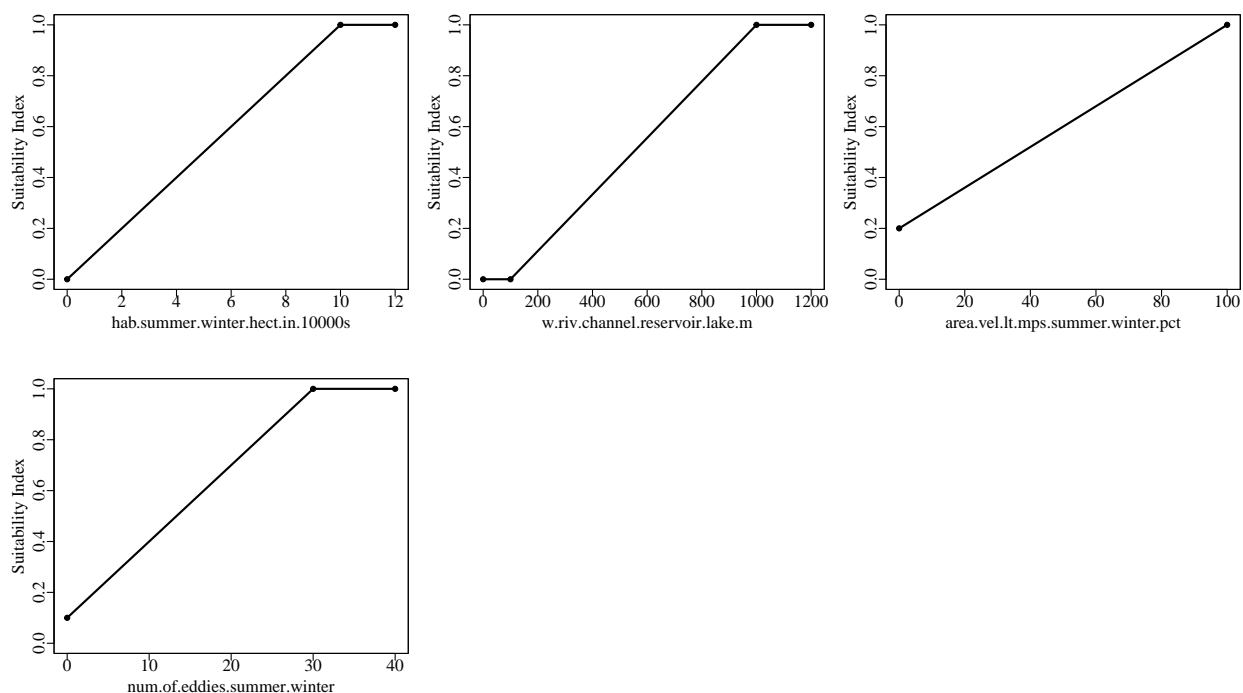 Suitability Index
0.0 0.2 0.4 0.6 0.8 1.0
0 2 4 6 8 10 12
hab.summer.winter.hect.in.10000s
Suitability Index
0.0 0.2 0.4 0.6 0.8 1.0
0 200 400 600 800 1000 1200
w.riv.channel.reservoir.lake.m
Suitability Index
0.0 0.2 0.4 0.6 0.8 1.0
0 20 40 60 80 100
area.vel.lt.mps.summer.winter.pct
Suitability Index
0.0 0.2 0.4 0.6 0.8 1.0
0 10 20 30 40
num.of.eddies.summer.winter